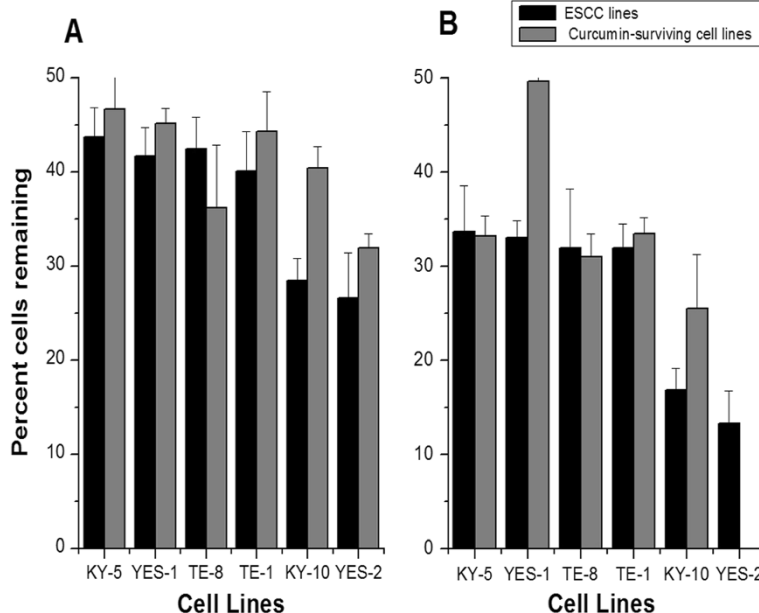 A
B
ESCC lines
Curcumin-surviving cell lines
Percent cells remaining
50
40
30
20
10
0
KY-5 YES-1 TE-8 TE-1 KY-10 YES-2
Cell Lines
50
40
30
20
10
0
KY-5 YES-1 TE-8 TE-1 KY-10 YES-2
Cell Lines